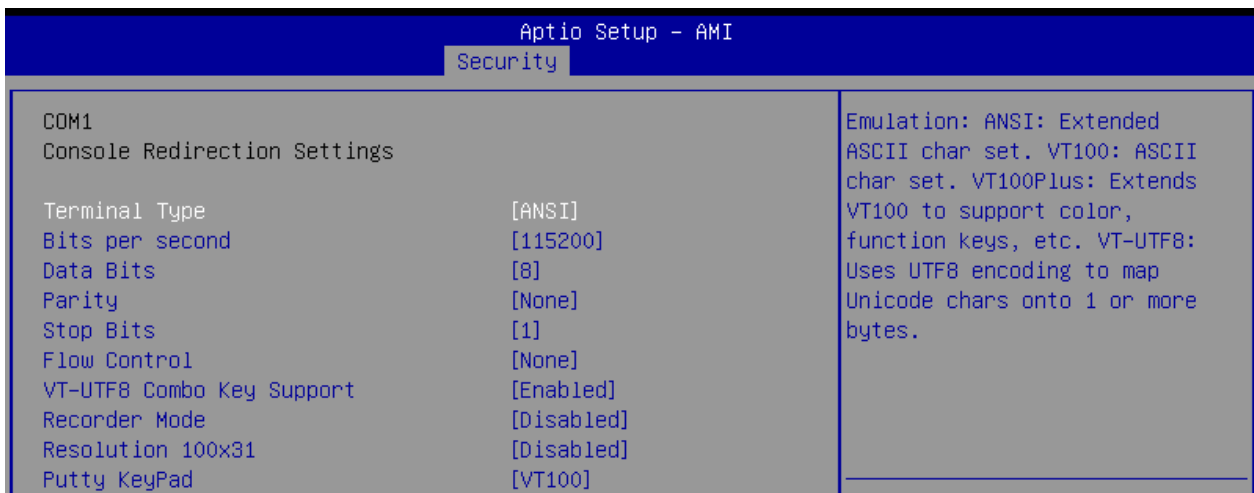 Aptio Setup – AMI
Security
COM1
Console Redirection Settings
Terminal Type [ANSI]
Bits per second [115200]
Data Bits [8]
Parity [None]
Stop Bits [1]
Flow Control [None]
VT-UTF8 Combo Key Support [Enabled]
Recorder Mode [Disabled]
Resolution 100x31 [Disabled]
Putty KeyPad [VT100]
Emulation: ANSI: Extended
ASCII char set. VT100: ASCII
char set. VT100Plus: Extends
VT100 to support color,
function keys, etc. VT-UTF8:
Uses UTF8 encoding to map
Unicode chars onto 1 or more
bytes.